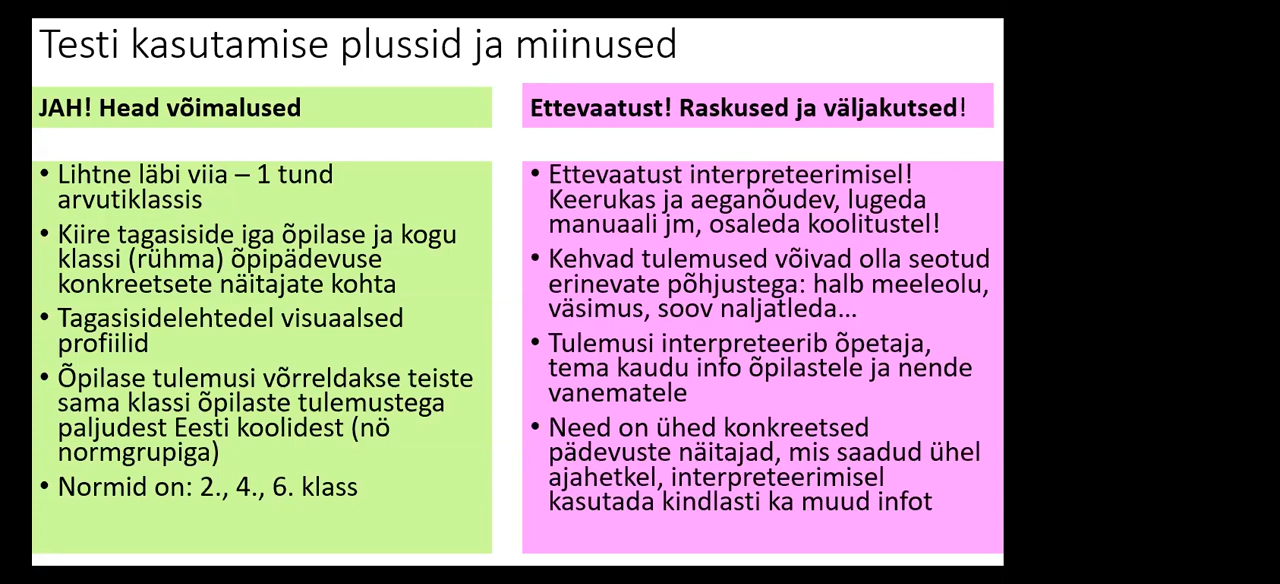 Testi kasutamise plussid ja miinused
JAH! Head võimalused
• Lihtne läbi viia – 1 tund
arvutiklassis
• Kiire tagasiside iga õpilase ja kogu
klassi (rühma) õpipädevuse
konkreetsete näitajate kohta
• Tagasisidelehtedel visuaalsed
profiilid
• Õpilase tulemusi võrreldakse teiste
sama klassi õpilaste tulemustega
paljudest Eesti koolidest (nö
normgrupiga)
• Normid on: 2., 4., 6. klass
Ettevaatust! Raskused ja väljakutsed!
• Ettevaatust interpreteerimisel!
Keerukas ja aeganõudev, lugeda
manuaali jm, osaleda koolitustel!
• Kehvad tulemused võivad olla seotud
erinevate põhjustega: halb meeleolu,
väsimus, soov naljatleda…
• Tulemusi interpreteerib õpetaja,
tema kaudu info õpilastele ja nende
vanematele
• Need on ühed konkreetsed
pädevuste näitajad, mis saadud ühel
ajahetkel, interpreteerimisel
kasutada kindlasti ka muud infot